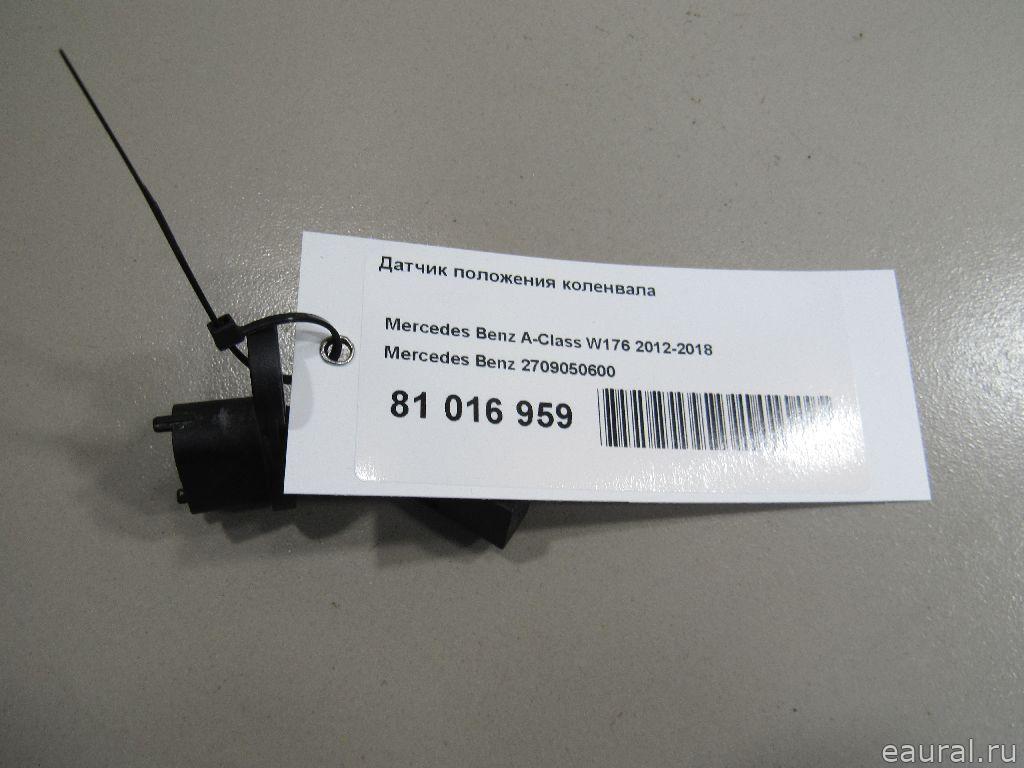 Датчик положения коленвала
Mercedes Benz A-Class W176 2012-2018
Mercedes Benz 2709050600
81 016 959
eaural.ru